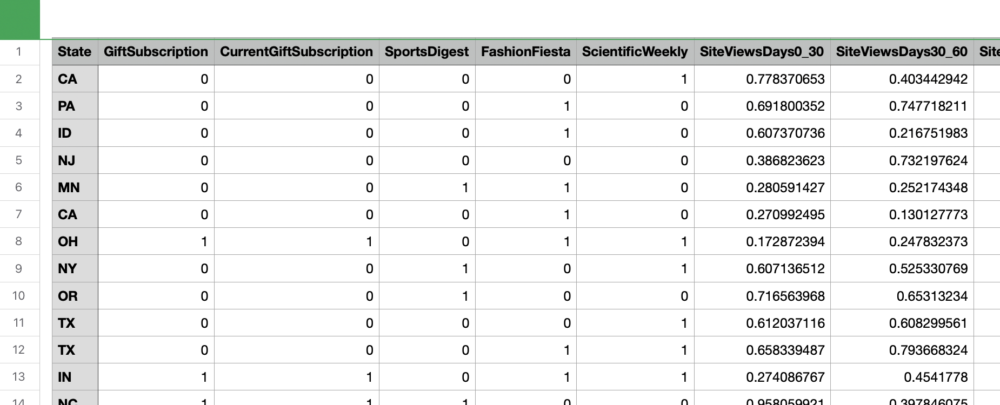 1 State GiftSubscription CurrentGiftSubscription SportsDigest FashionFiesta ScientificWeekly SiteViewsDays0_30 SiteViewsDays30_60 Site
2 CA 0 0 0 0 1 0.778370653 0.403442942
3 PA 0 0 0 1 0 0.691800352 0.747718211
4 ID 0 0 0 1 0 0.607370736 0.216751983
5 NJ 0 0 0 0 0 0.386823623 0.732197624
6 MN 0 0 1 1 0 0.280591427 0.252174348
7 CA 0 0 0 1 0 0.270992495 0.130127773
8 OH 1 1 0 1 1 0.172872394 0.247832373
9 NY 0 0 1 0 1 0.607136512 0.525330769
10 OR 0 0 1 0 0 0.716563968 0.65313234
11 TX 0 0 0 0 1 0.612037116 0.608299561
12 TX 0 0 0 1 1 0.658339487 0.793668324
13 IN 1 1 0 1 1 0.274086767 0.4541778
14 NC 1 1 1 0 0 0.958059921 0.397846075